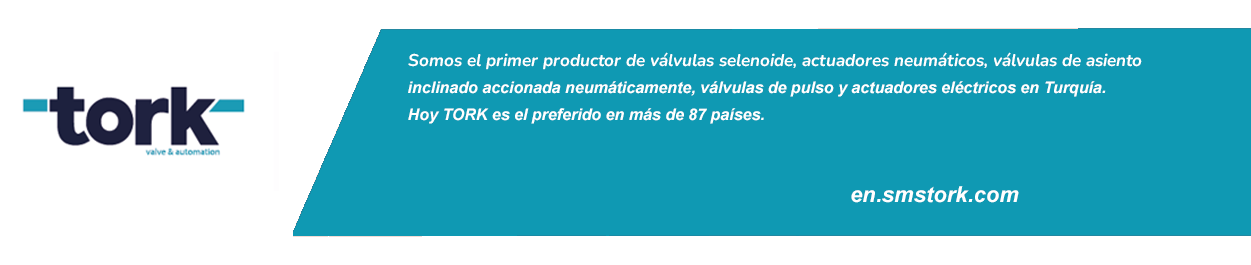 tork
valve & automation
Somos el primer productor de válvulas selenoide, actuadores neumáticos, válvulas de asiento
inclinado accionada neumáticamente, válvulas de pulso y actuadores eléctricos en Turquía.
Hoy TORK es el preferido en más de 87 países.
en.smstork.com